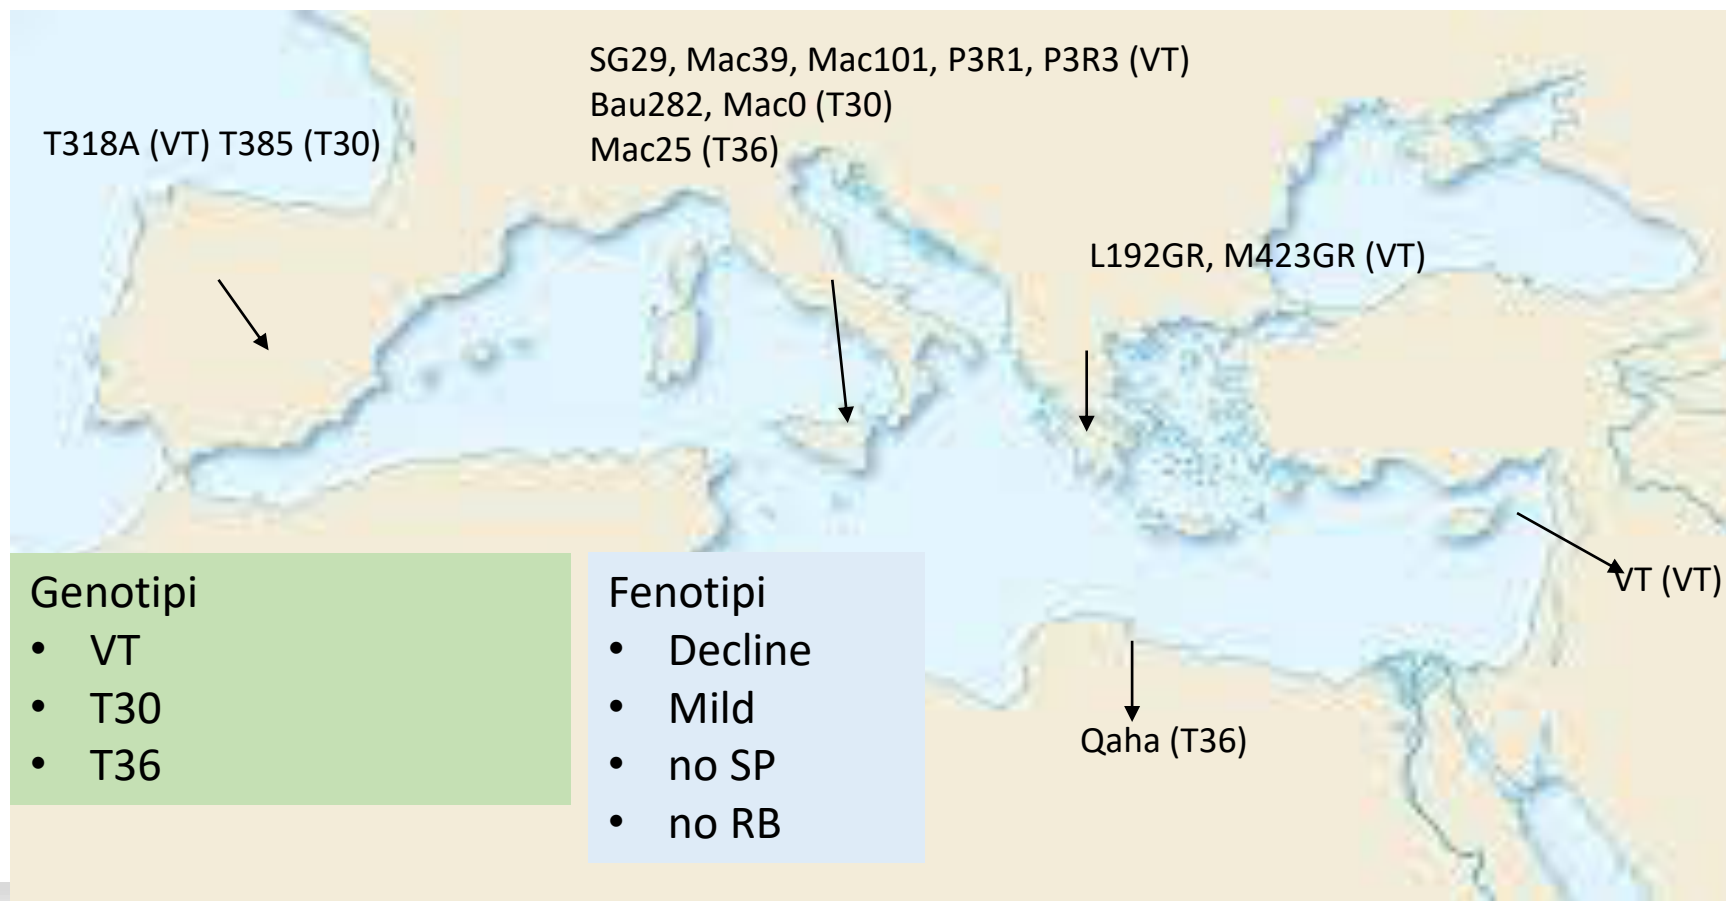 SG29, Mac39, Mac101, P3R1, P3R3 (VT)
Bau282, Mac0 (T30)
Mac25 (T36)
T318A (VT) T385 (T30)
L192GR, M423GR (VT)
VT (VT)
Qaha (T36)
Genotipi
• VT
• T30
• T36
Fenotipi
• Decline
• Mild
• no SP
• no RB